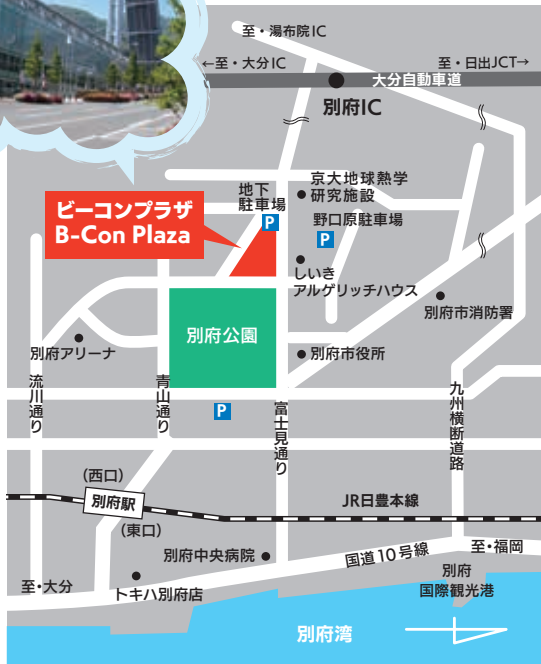 至・湯布院IC
←至・大分IC
至・日出JCT→
大分自動車道
別府IC
地下
駐車場
P
京大地球熱学
研究施設
ビーコンプラザ
B-Con Plaza
野口原駐車場
P
しいき
アルゲリッチハウス
別府市消防署
別府公園
別府アリーナ
別府市役所
流川通り
青山通り
P
富士見通り
九州横断道路
(西口)
別府駅
(東口)
JR日豊本線
別府中央病院
国道10号線
至・福岡
至・大分
トキハ別府店
別府
国際観光港
別府湾